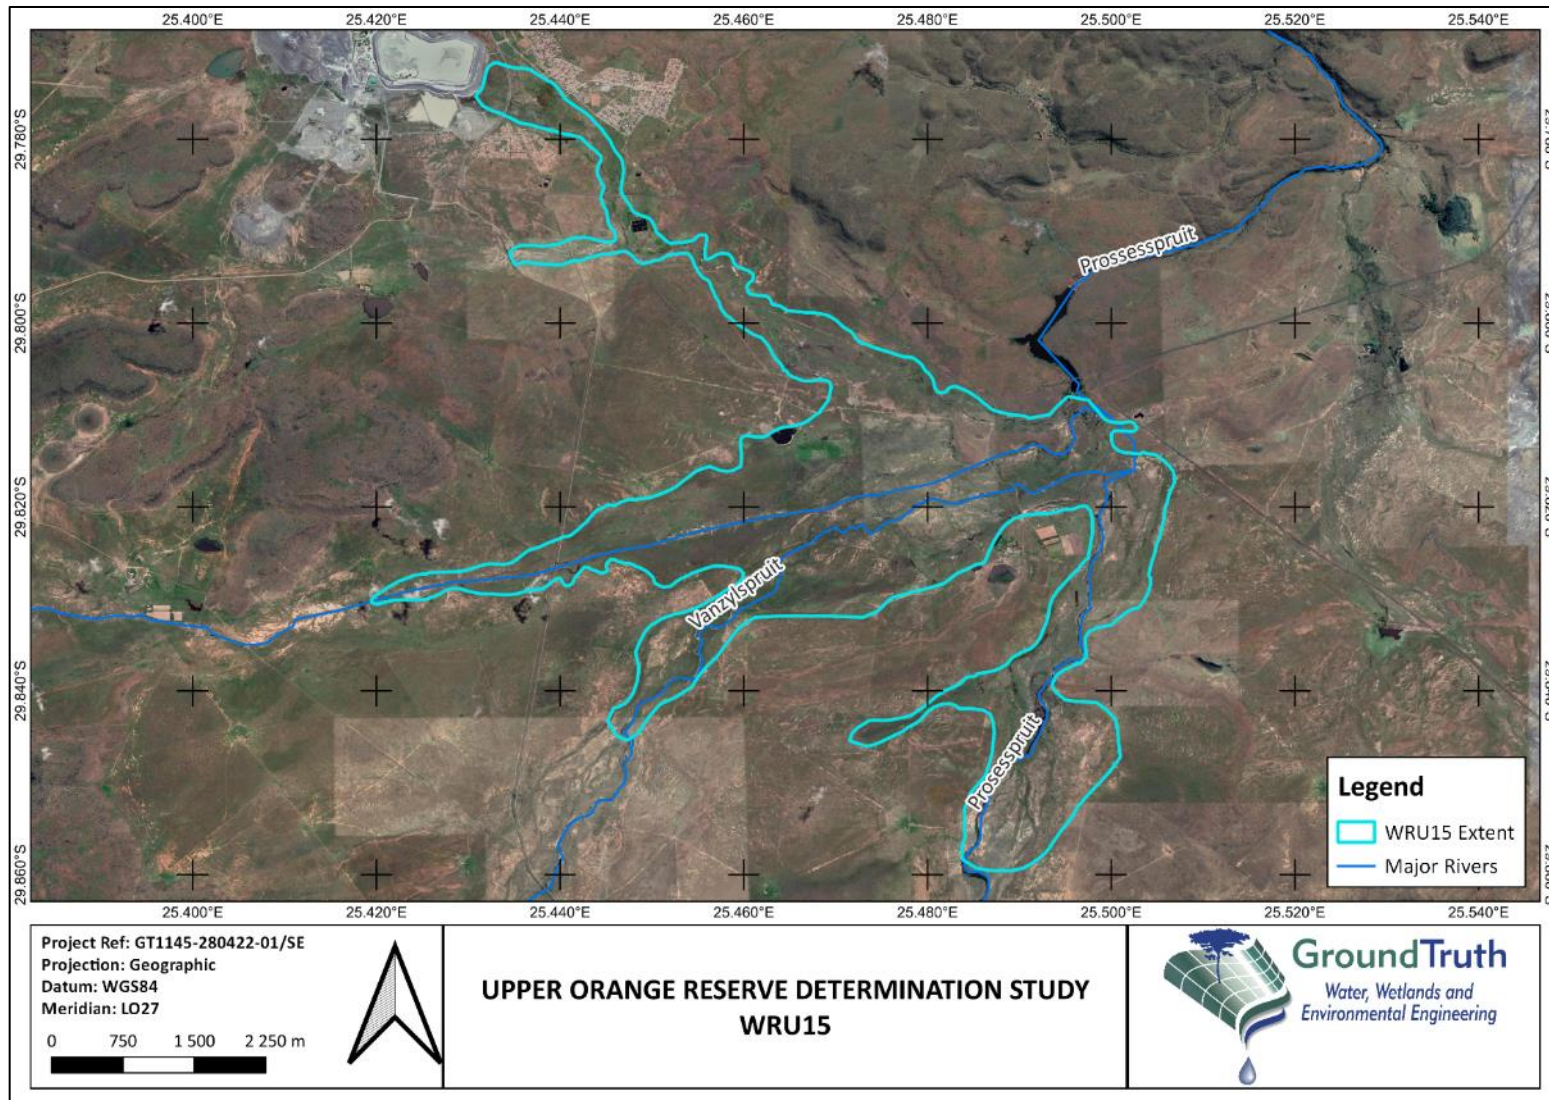 25.400°E 25.420°E 25.440°E 25.460°E 25.480°E 25.500°E 25.520°E 25.540°E
29.780°S
29.800°S
29.820°S
29.840°S
29.860°S
Prossesspruit
Vanzylspruit
Prosesspruit
Legend
WRU15 Extent
Major Rivers
25.400°E 25.420°E 25.440°E 25.460°E 25.480°E 25.500°E 25.520°E 25.540°E
Project Ref: GT1145-280422-01/SE
Projection: Geographic
Datum: WGS84
Meridian: LO27
0 750 1 500 2 250 m
UPPER ORANGE RESERVE DETERMINATION STUDY
WRU15
GroundTruth
Water, Wetlands and
Environmental Engineering